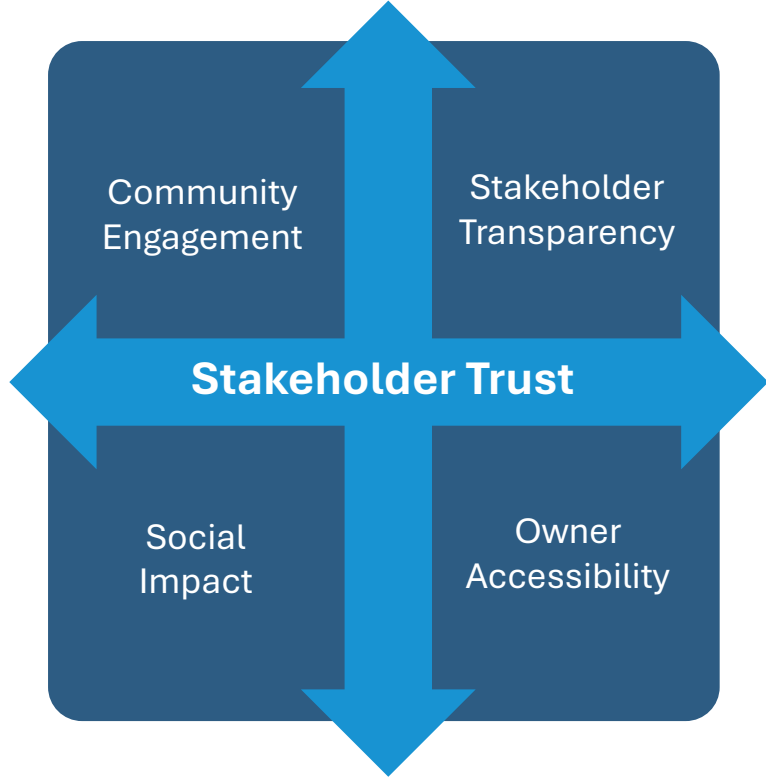 Community
Engagement
Stakeholder
Transparency
Stakeholder Trust
Social
Impact
Owner
Accessibility